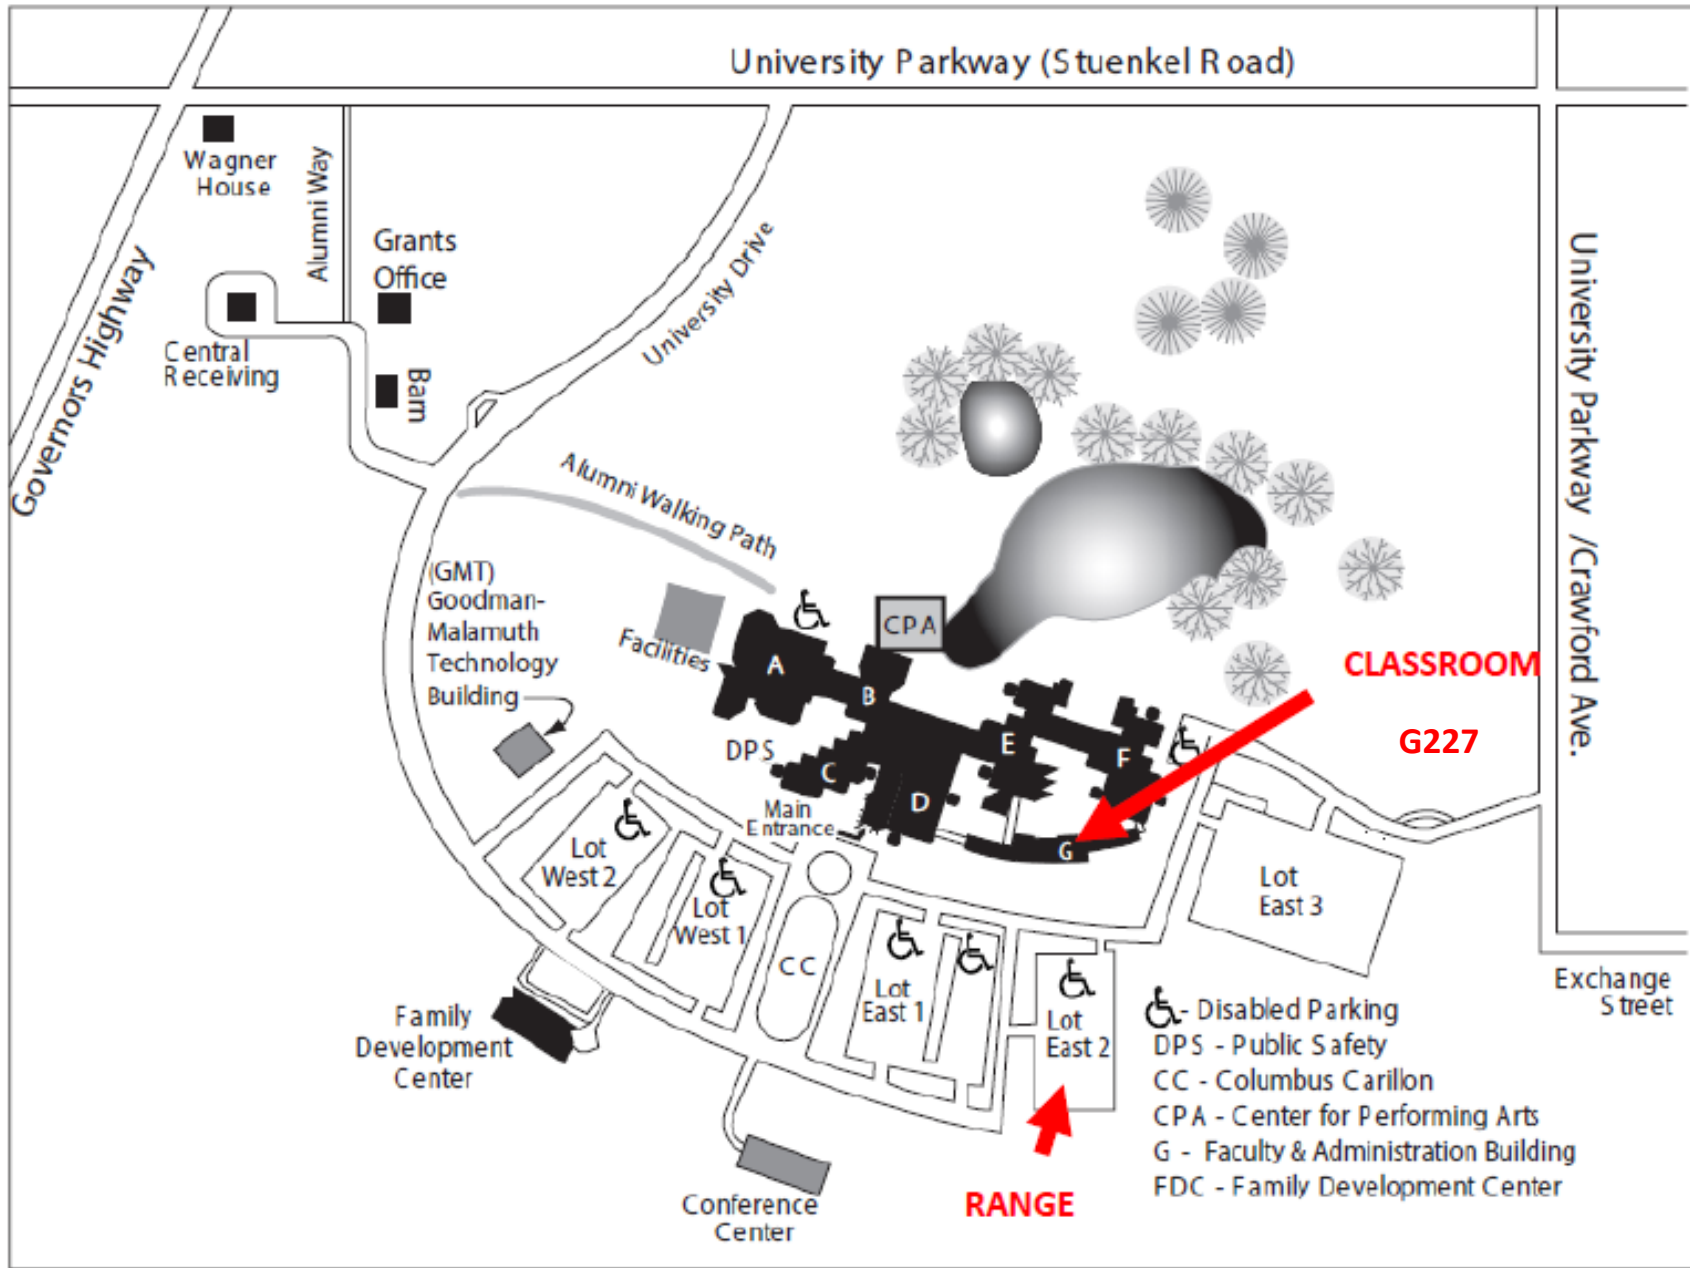 University Parkway (Stuenkel Road)
Wagner
House
Alumni Way
Grants
Office
Central
Receiving
Barn
Governors Highway
University Drive
University Parkway /Crawford Ave.
Alumni Walking Path
(GMT)
Goodman-
Malamuth
Technology
Building
Facilities
CPA
A
B
C
D
E
F
G
DPS
Main
Entrance
CLASSROOM
G227
Lot
West 2
Lot
West 1
CC
Lot
East 1
Lot
East 2
Lot
East 3
Exchange
Street
Family
Development
Center
Conference
Center
RANGE
- Disabled Parking
DPS - Public Safety
CC - Columbus Carillon
CPA - Center for Performing Arts
G - Faculty & Administration Building
FDC - Family Development Center